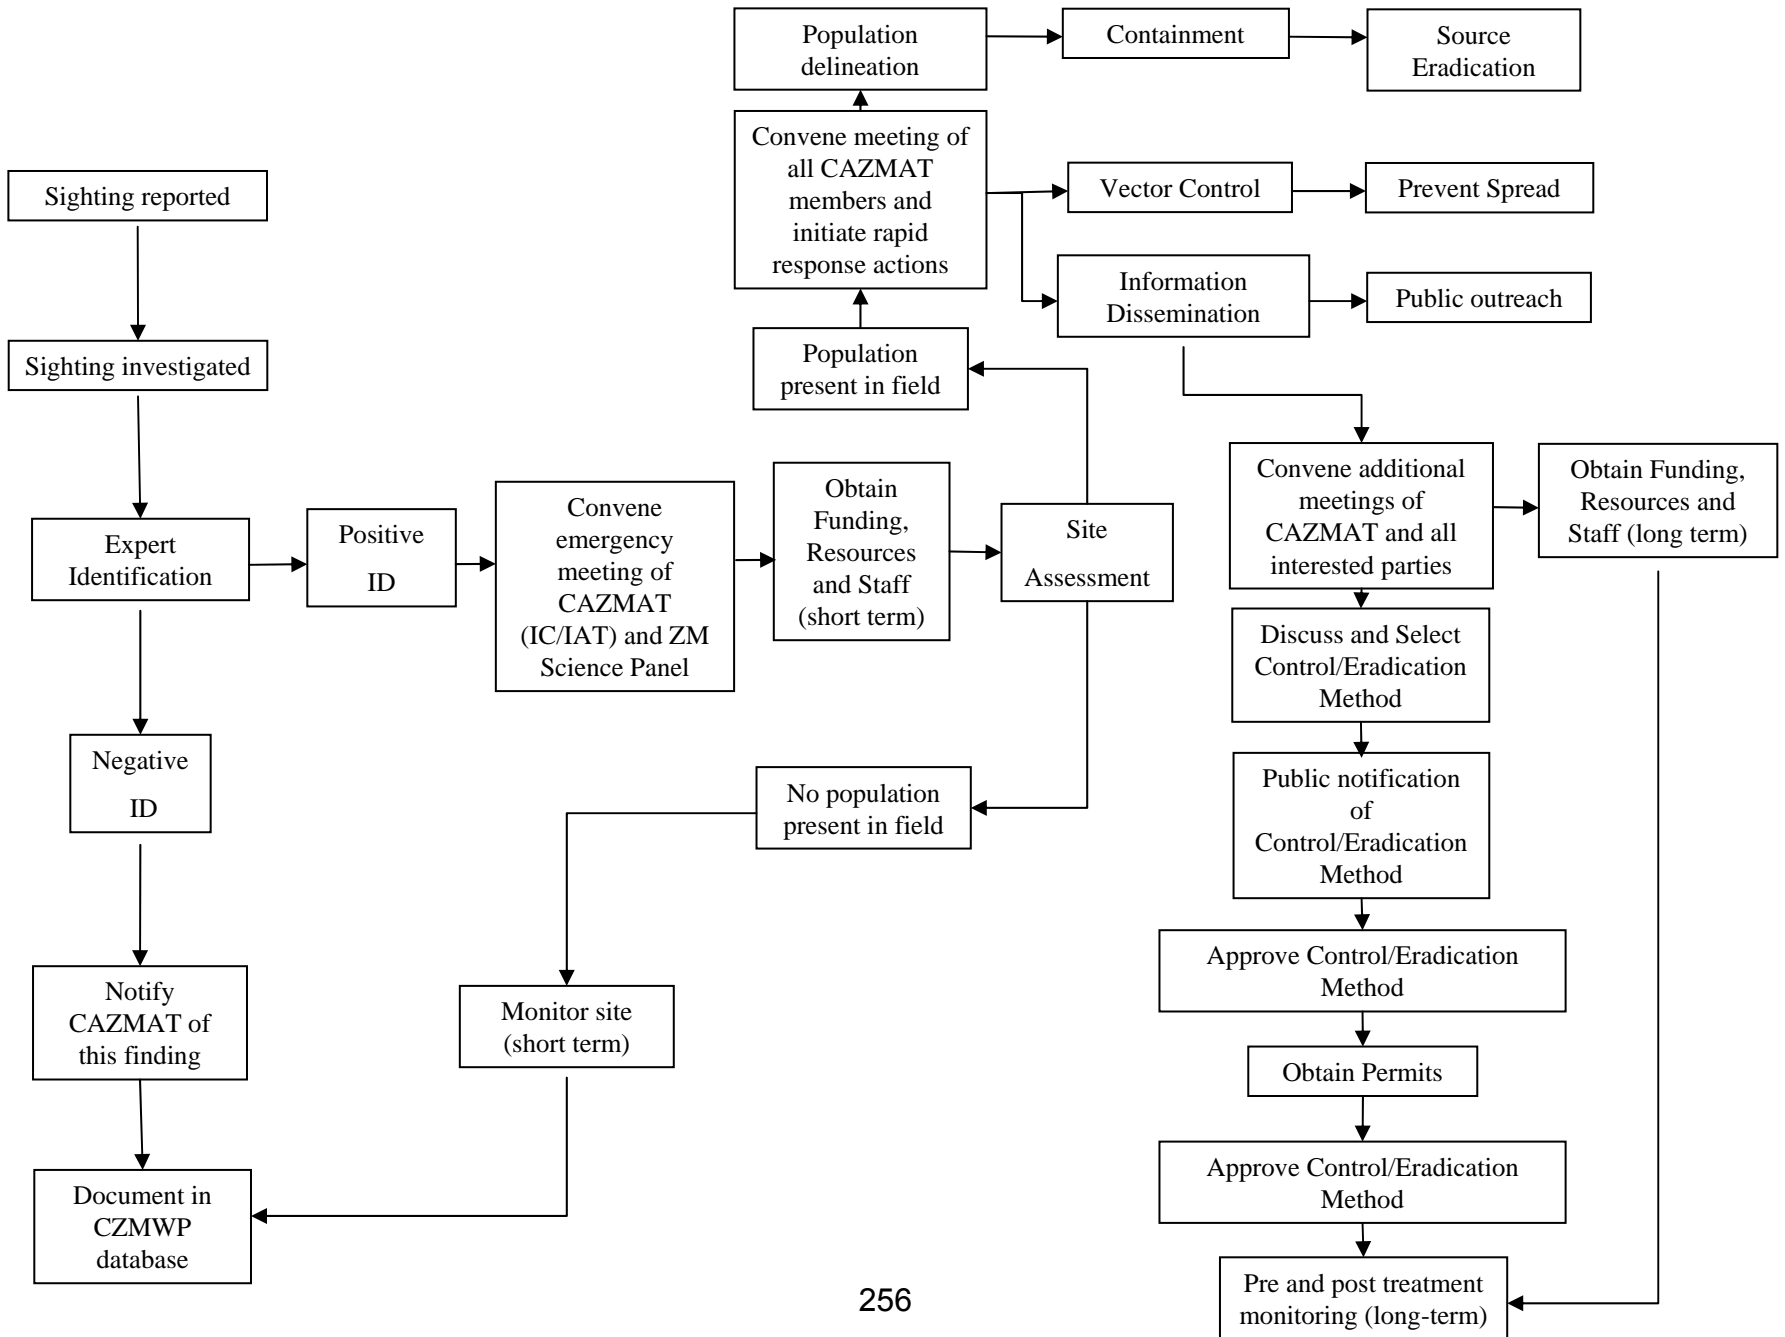 Population
delineation
Containment
Source
Eradication
Convene meeting of
all CAZMAT
members and
initiate rapid
response actions
Vector Control
Prevent Spread
Information
Dissemination
Public outreach
Sighting reported
Sighting investigated
Population
present in field
Expert
Identification
Positive
ID
Convene
emergency
meeting of
CAZMAT
(IC/IAT) and ZM
Science Panel
Obtain
Funding,
Resources
and Staff
(short term)
Site
Assessment
Convene additional
meetings of
CAZMAT and all
interested parties
Obtain Funding,
Resources and
Staff (long term)
Discuss and Select
Control/Eradication
Method
Negative
ID
No population
present in field
Public notification
of
Control/Eradication
Method
Approve Control/Eradication
Method
Notify
CAZMAT of
this finding
Monitor site
(short term)
Obtain Permits
Approve Control/Eradication
Method
Document in
CZMWP
database
Pre and post treatment
monitoring (long-term)
256